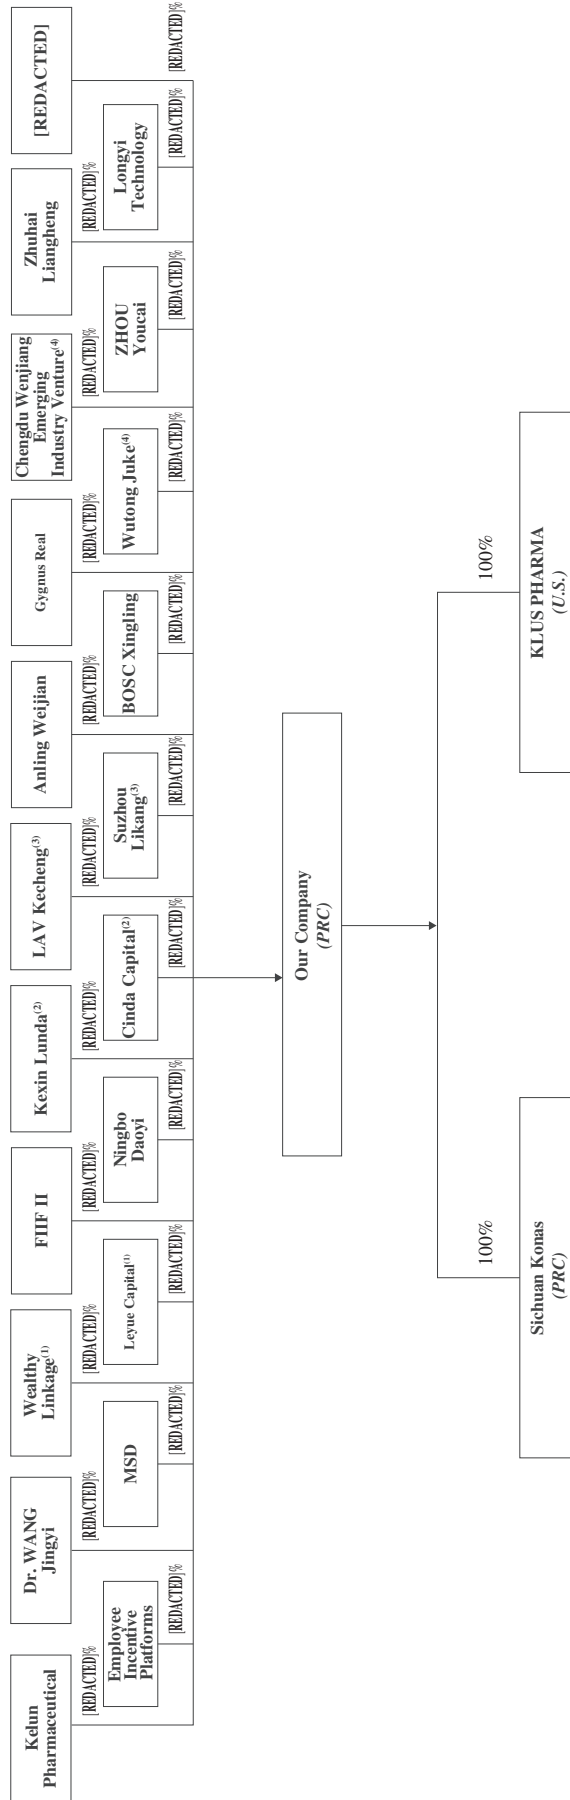 Kelun
Pharmaceutical
Dr. WANG
Jingyi
Wealthy
Linkage(1)
FIIF II
Kexin Lunda(2)
LAV Kecheng(3)
Anling Weijian
Gygnus Real
Chengdu Wenjiang
Emerging
Industry Venture(4)
Zhuhai
Liangheng
[REDACTED]
[REDACTED]%
[REDACTED]%
[REDACTED]%
[REDACTED]%
[REDACTED]%
[REDACTED]%
[REDACTED]%
[REDACTED]%
[REDACTED]%
[REDACTED]%
Employee
Incentive
Platforms
MSD
Leyue Capital(1)
Ningbo
Daoyi
Cinda Capital(2)
Suzhou
Likang(3)
BOSC Xingling
Wutong Juke(4)
ZHOU
Youcai
Longyi
Technology
[REDACTED]%
[REDACTED]%
[REDACTED]%
[REDACTED]%
[REDACTED]%
[REDACTED]%
[REDACTED]%
[REDACTED]%
[REDACTED]%
[REDACTED]%
[REDACTED]%
Our Company
(PRC)
100%
100%
Sichuan Konas
(PRC)
KLUS PHARMA
(U.S.)